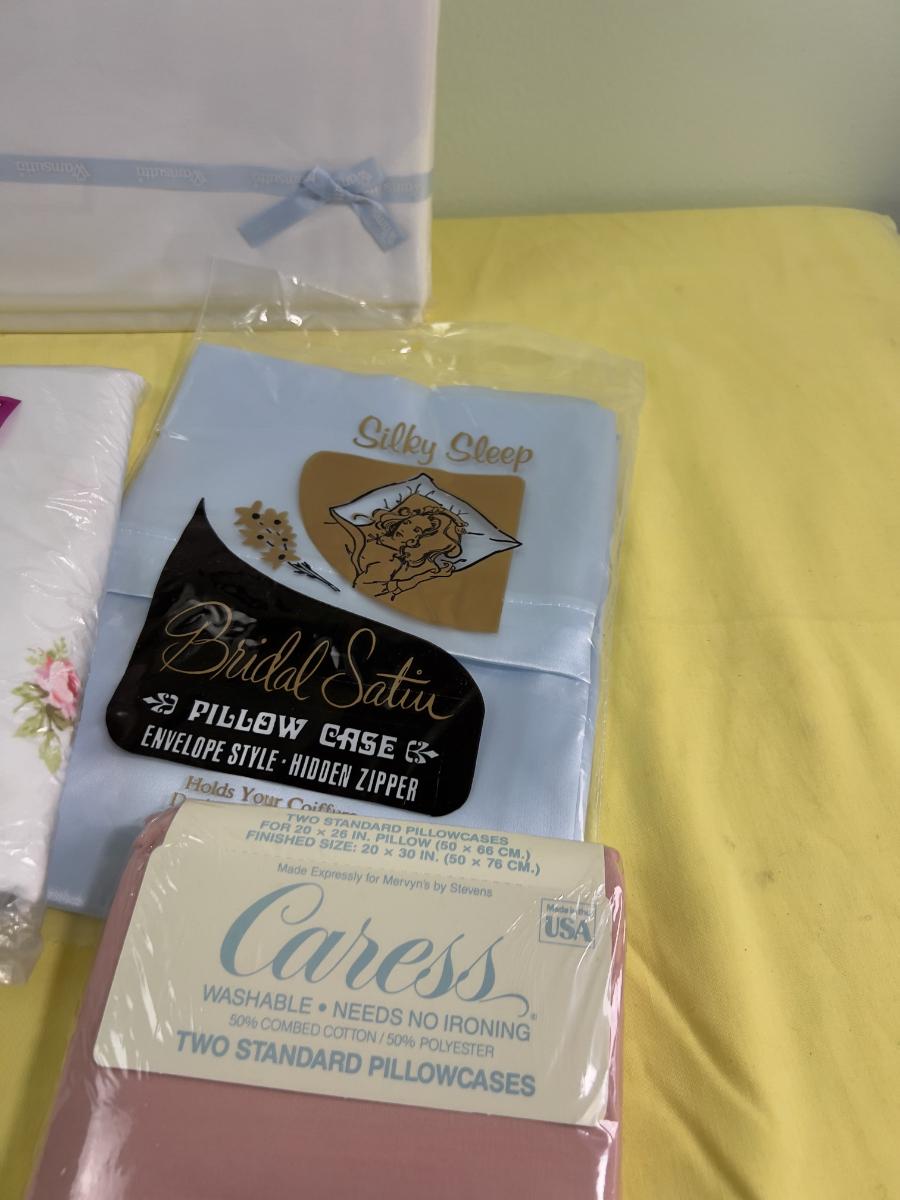 Wamsutta Wamsutta
Silky Sleep
Bridal Satin
PILLOW CASE
ENVELOPE STYLE · HIDDEN ZIPPER
Holds Your Coiffure
TWO STANDARD PILLOWCASES
FOR 20 × 26 IN. PILLOW (50 × 66 CM.)
FINISHED SIZE: 20 × 30 IN. (50 × 76 CM.)
Made Expressly for Mervyn's by Stevens
Made in the
USA
Caress®
WASHABLE • NEEDS NO IRONING
50% COMBED COTTON / 50% POLYESTER
TWO STANDARD PILLOWCASES